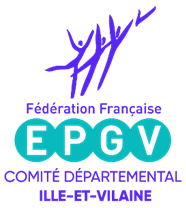 Fédération Française
EPGV
COMITÉ DÉPARTEMENTAL
ILLE-ET-VILAINE